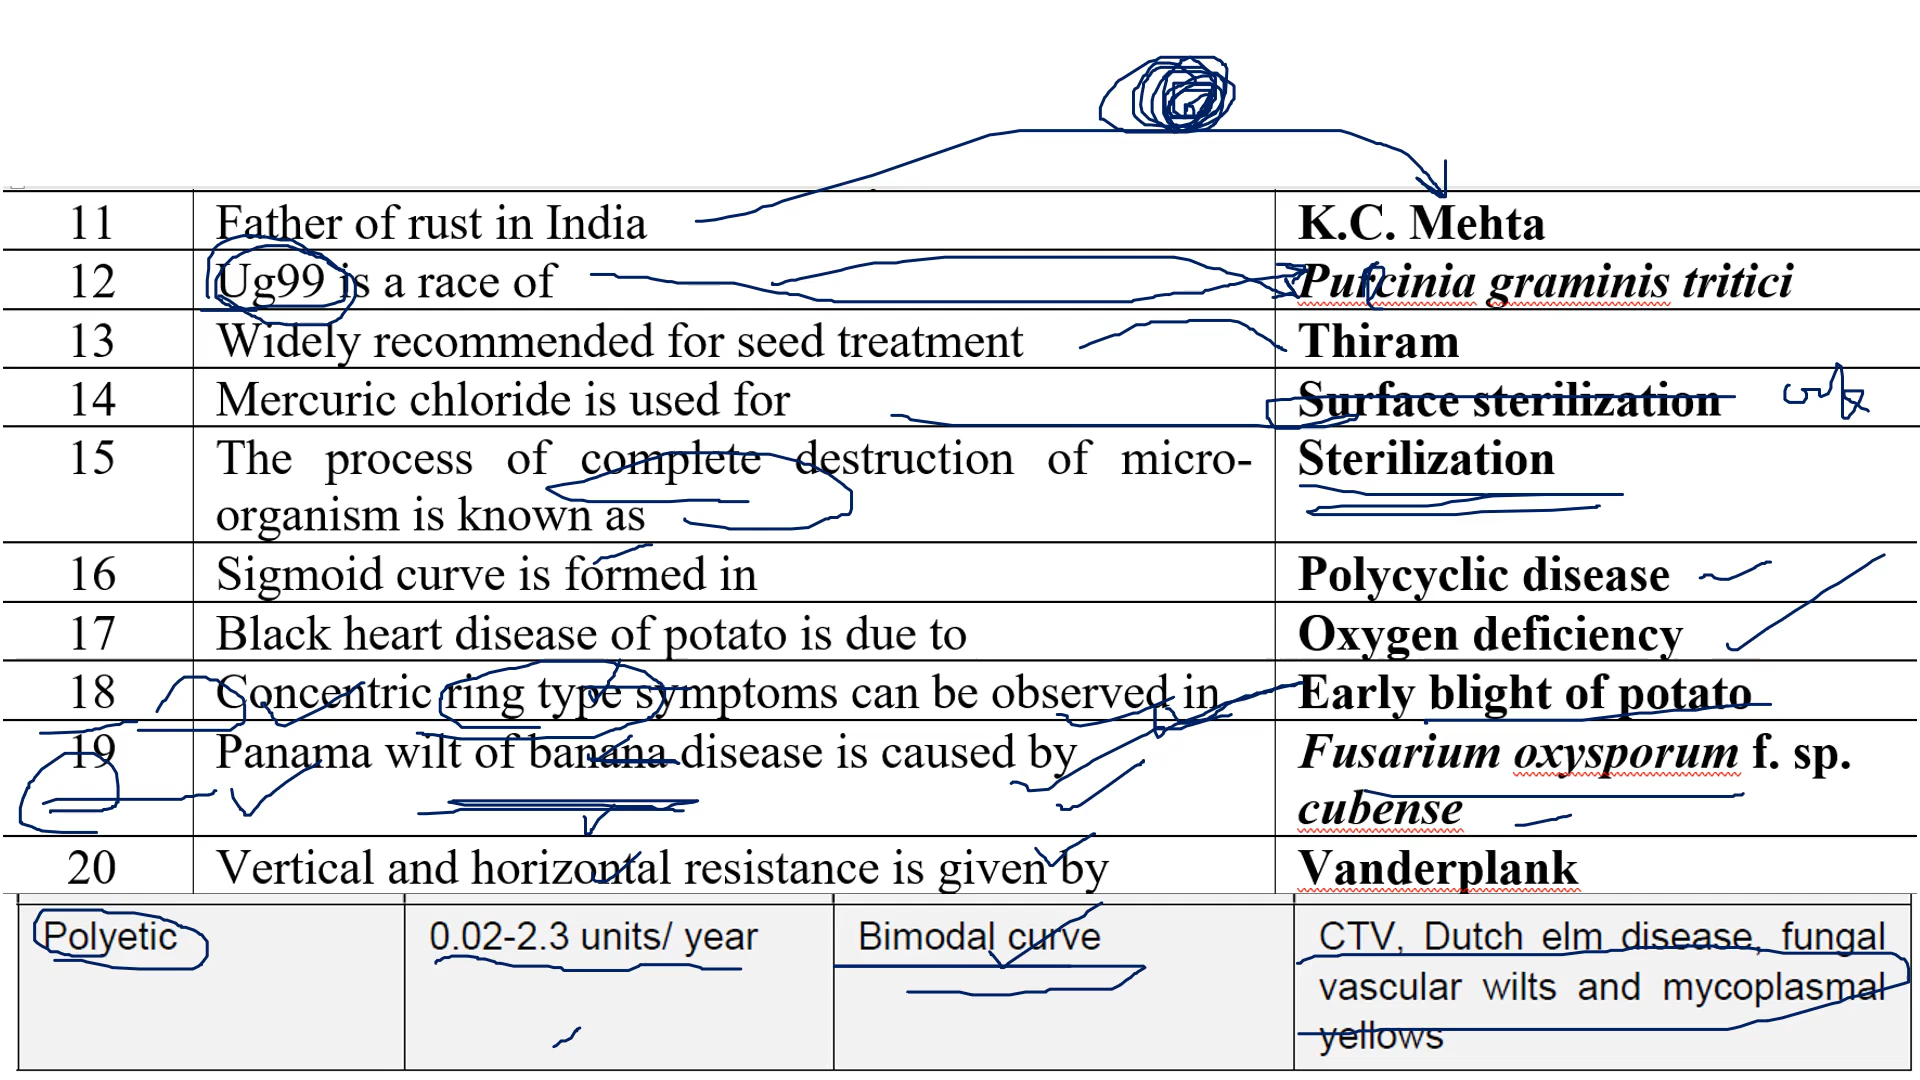 11 Father of rust in India K.C. Mehta
12 Ug99 is a race of Puccinia graminis tritici
13 Widely recommended for seed treatment Thiram
14 Mercuric chloride is used for Surface sterilization
15 The process of complete destruction of micro- Sterilization
organism is known as
16 Sigmoid curve is formed in Polycyclic disease
17 Black heart disease of potato is due to Oxygen deficiency
18 Concentric ring type symptoms can be observed in Early blight of potato
19 Panama wilt of banana disease is caused by Fusarium oxysporum f. sp.
cubense
20 Vertical and horizontal resistance is given by Vanderplank
Polyetic 0.02-2.3 units/ year Bimodal curve CTV, Dutch elm disease, fungal
vascular wilts and mycoplasmal
yellows